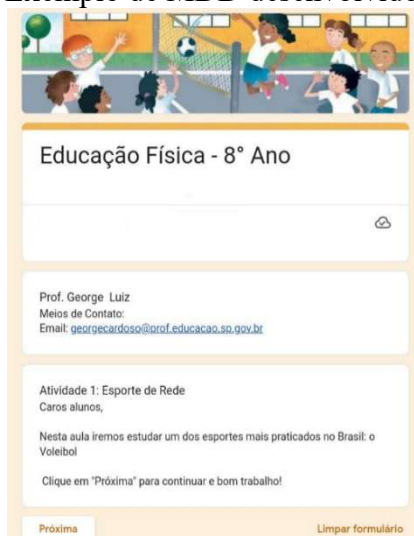 Educação Física - 8° Ano
Prof. George Luiz
Meios de Contato:
Email: georgecardoso@prof.educacao.sp.gov.br
Atividade 1: Esporte de Rede
Caros alunos,
Nesta aula iremos estudar um dos esportes mais praticados no Brasil: o
Voleibol
Clique em "Próxima" para continuar e bom trabalho!
Próxima Limpar formulário